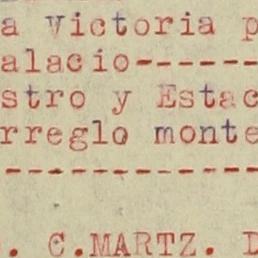 a Victoria p
alacio------
stro y Estac
rreglo monte
------------
. C.MARTZ. D